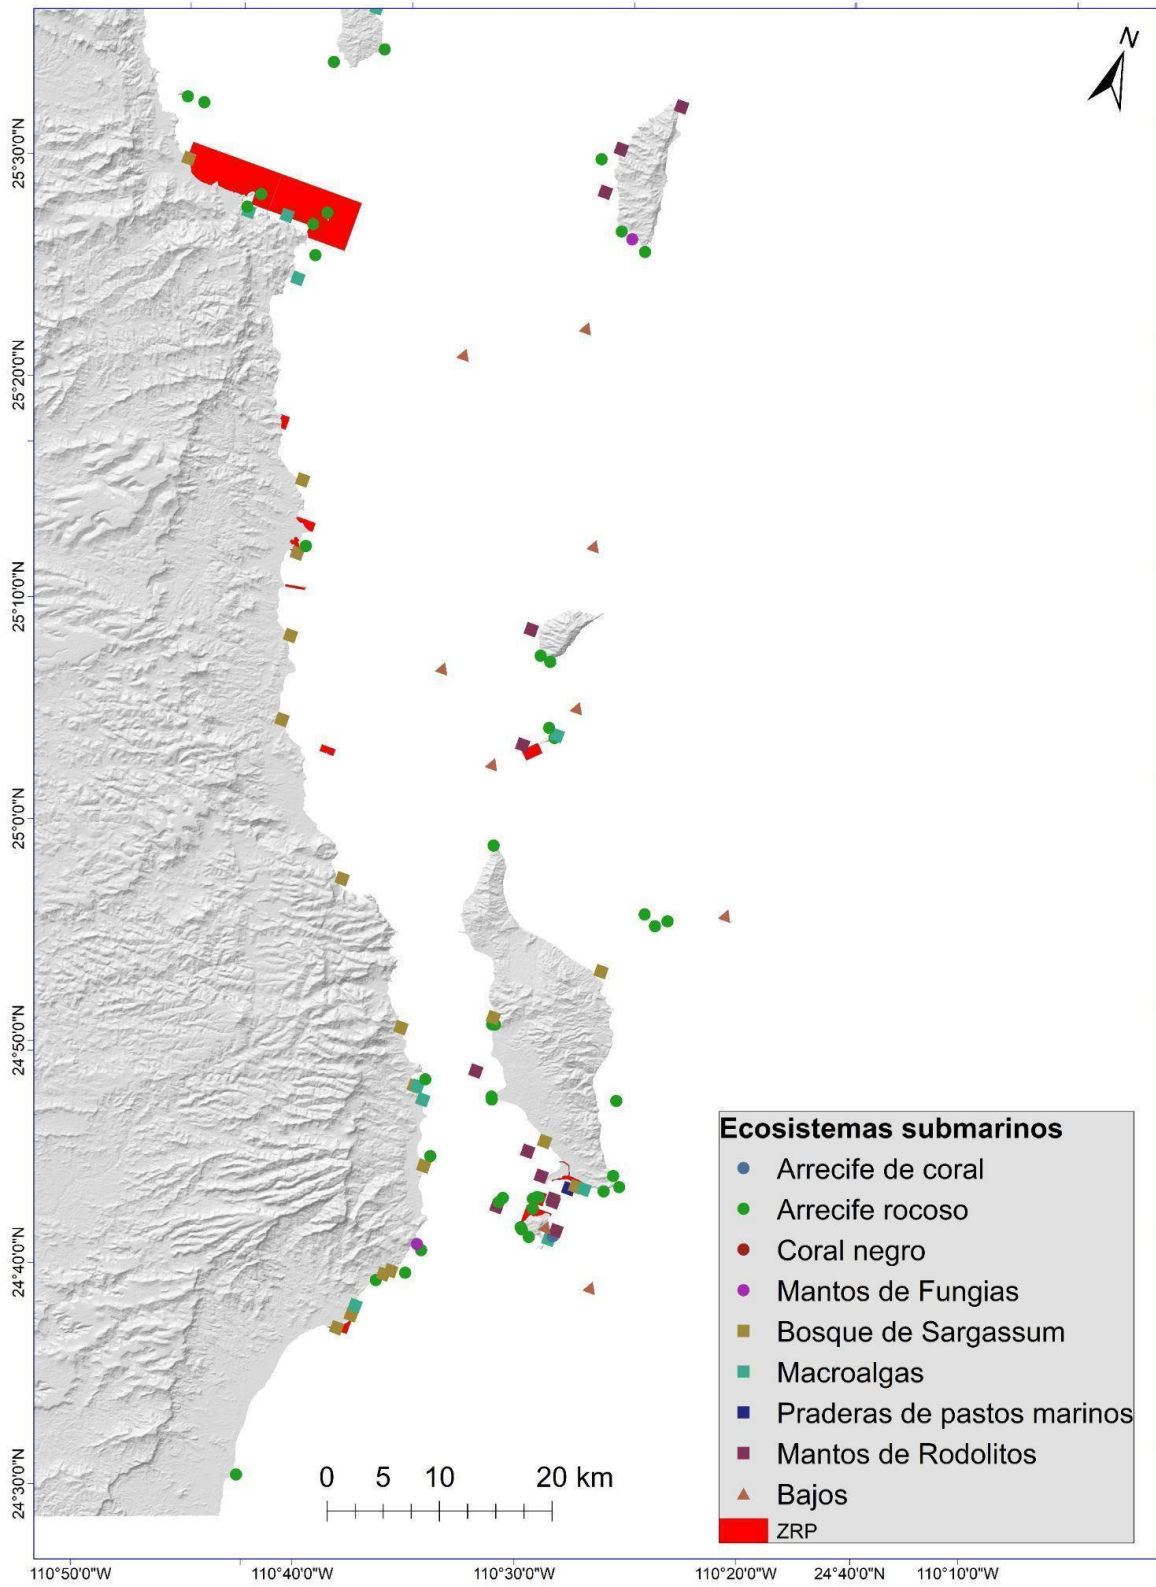 N
25°30'0"N
25°20'0"N
25°10'0"N
25°0'0"N
24°50'0"N
24°40'0"N
24°30'0"N
Ecosistemas submarinos
Arrecife de coral
Arrecife rocoso
Coral negro
Mantos de Fungias
Bosque de Sargassum
Macroalgas
Praderas de pastos marinos
Mantos de Rodolitos
Bajos
ZRP
0 5 10 20 km
110°50'0"W 110°40'0"W 110°30'0"W 110°20'0"W 24°40'0"N 110°10'0"W